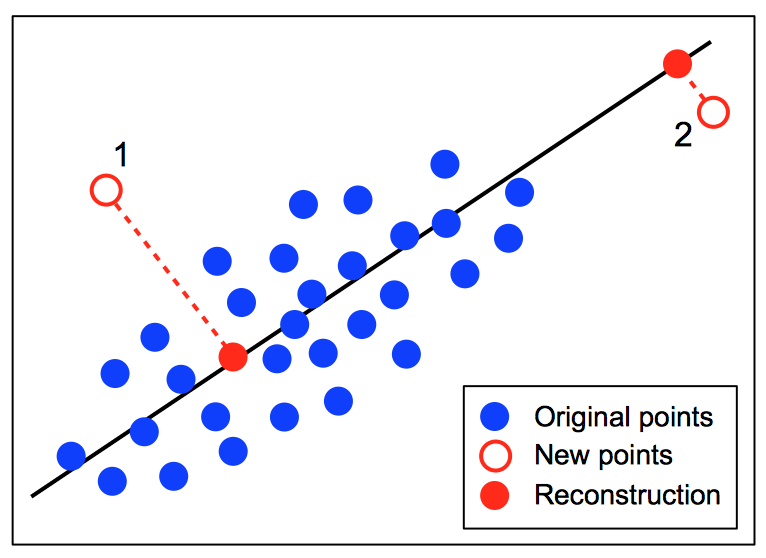 1
2
Original points
New points
Reconstruction